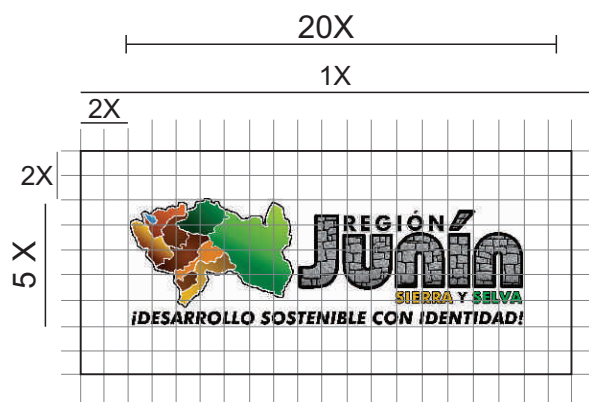 20X
1X
2X
2X
5 X
REGIÓN
Junín
SIERRA Y SELVA
¡DESARROLLO SOSTENIBLE CON IDENTIDAD!